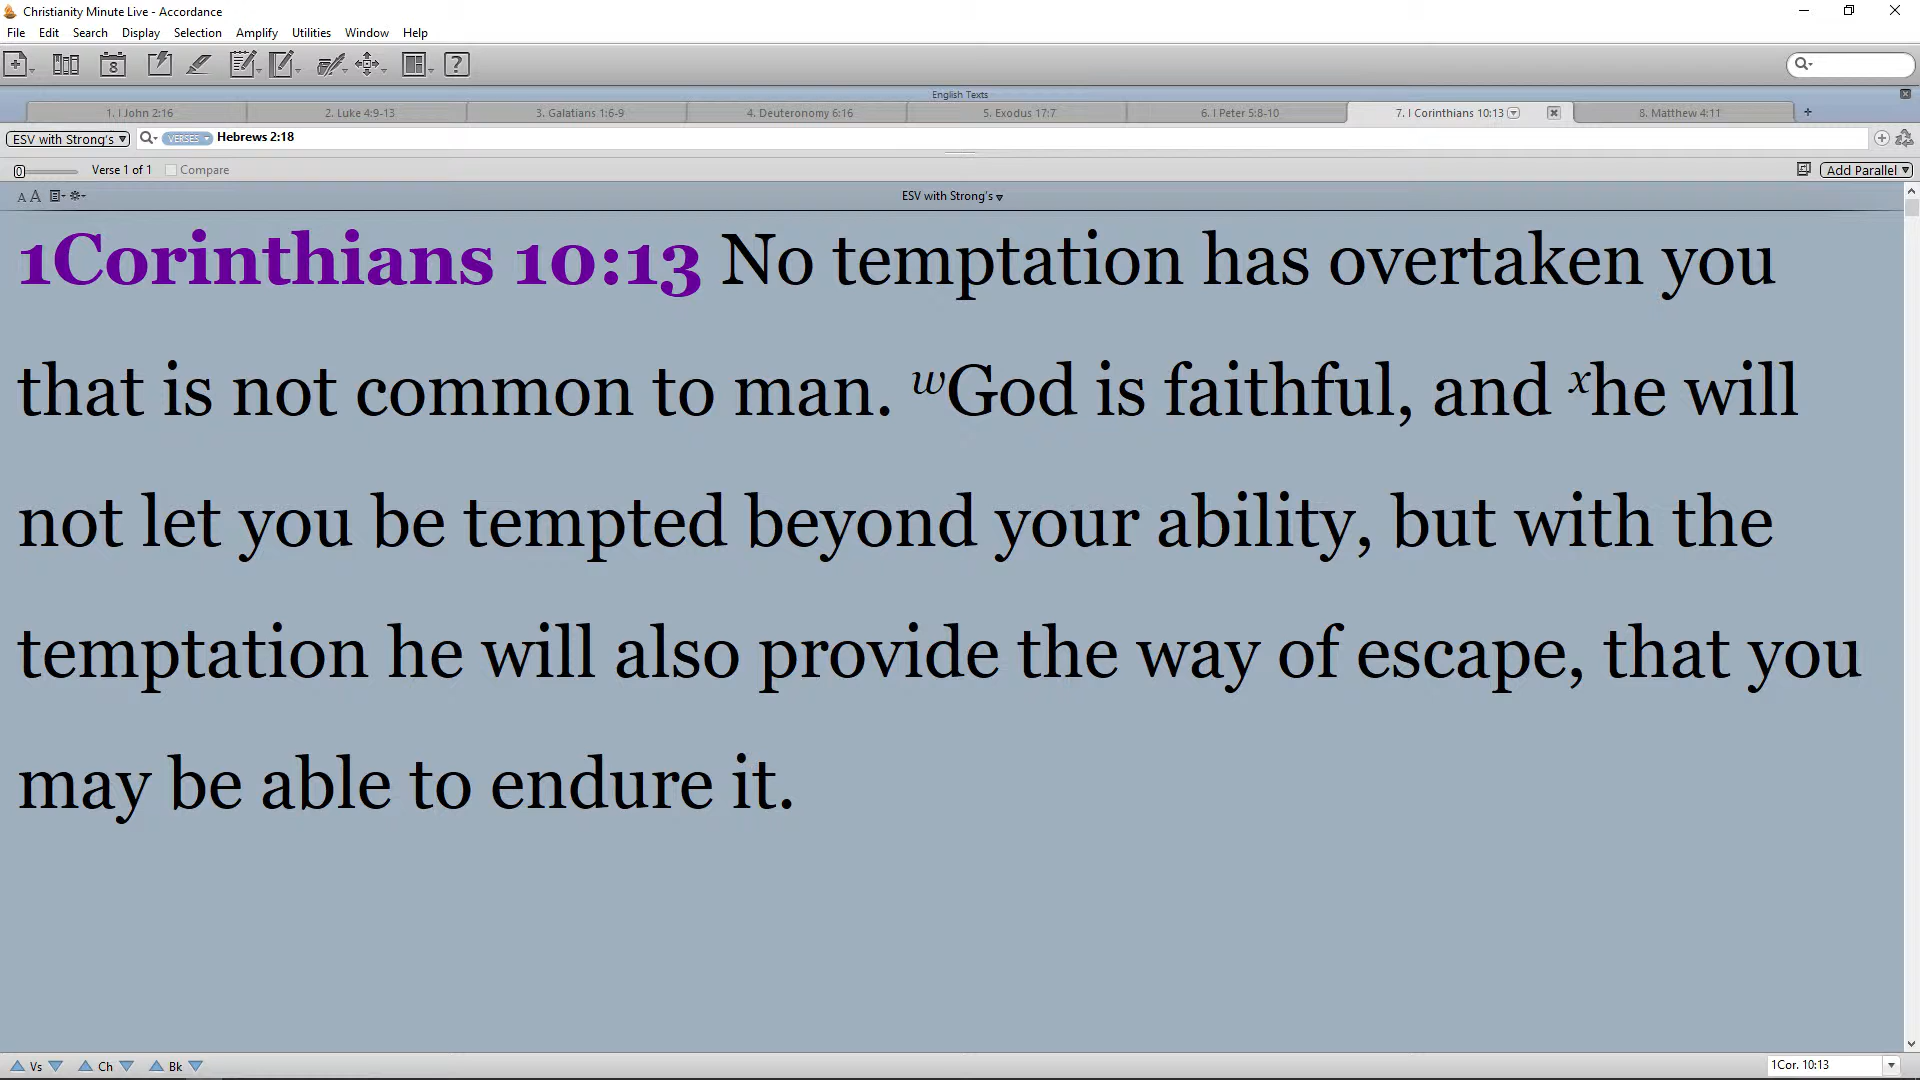 Christianity Minute Live - Accordance
File Edit Search Display Selection Amplify Utilities Window Help
8
English Texts
1. I John 2:16 2. Luke 4:9-13 3. Galatians 1:6-9 4. Deuteronomy 6:16 5. Exodus 17:7 6. I Peter 5:8-10 7. I Corinthians 10:13 8. Matthew 4:11 +
ESV with Strong's VERSES Hebrews 2:18
0 Verse 1 of 1 Compare Add Parallel
A A ESV with Strong's
1Corinthians 10:13 No temptation has overtaken you
that is not common to man. wGod is faithful, and xhe will
not let you be tempted beyond your ability, but with the
temptation he will also provide the way of escape, that you
may be able to endure it.
Vs Ch Bk 1Cor. 10:13